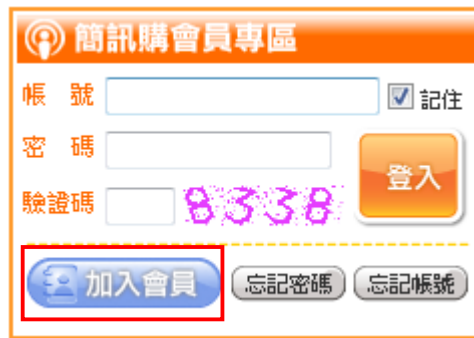 簡訊購會員專區
帳 號 記住
密 碼
登入
驗證碼 8338
加入會員 忘記密碼 忘記帳號